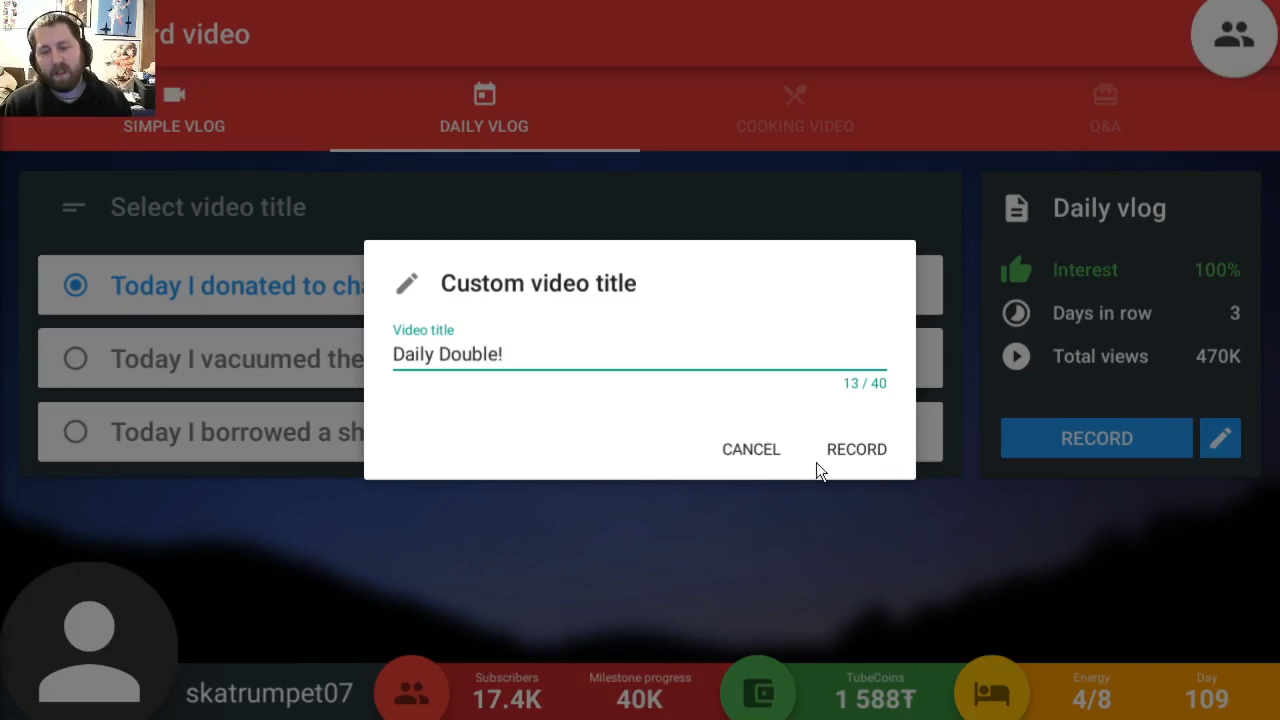 rd video
SIMPLE VLOG
DAILY VLOG
COOKING VIDEO
Q&A
Select video title
Today I donated to cha
Today I vacuumed the
Today I borrowed a sh
Custom video title
Video title
Daily Double!
13 / 40
CANCEL
RECORD
Daily vlog
Interest 100%
Days in row 3
Total views 470K
RECORD
skatrumpet07
Subscribers
17.4K
Milestone progress
40K
TubeCoins
1 588Ŧ
Energy
4/8
Day
109